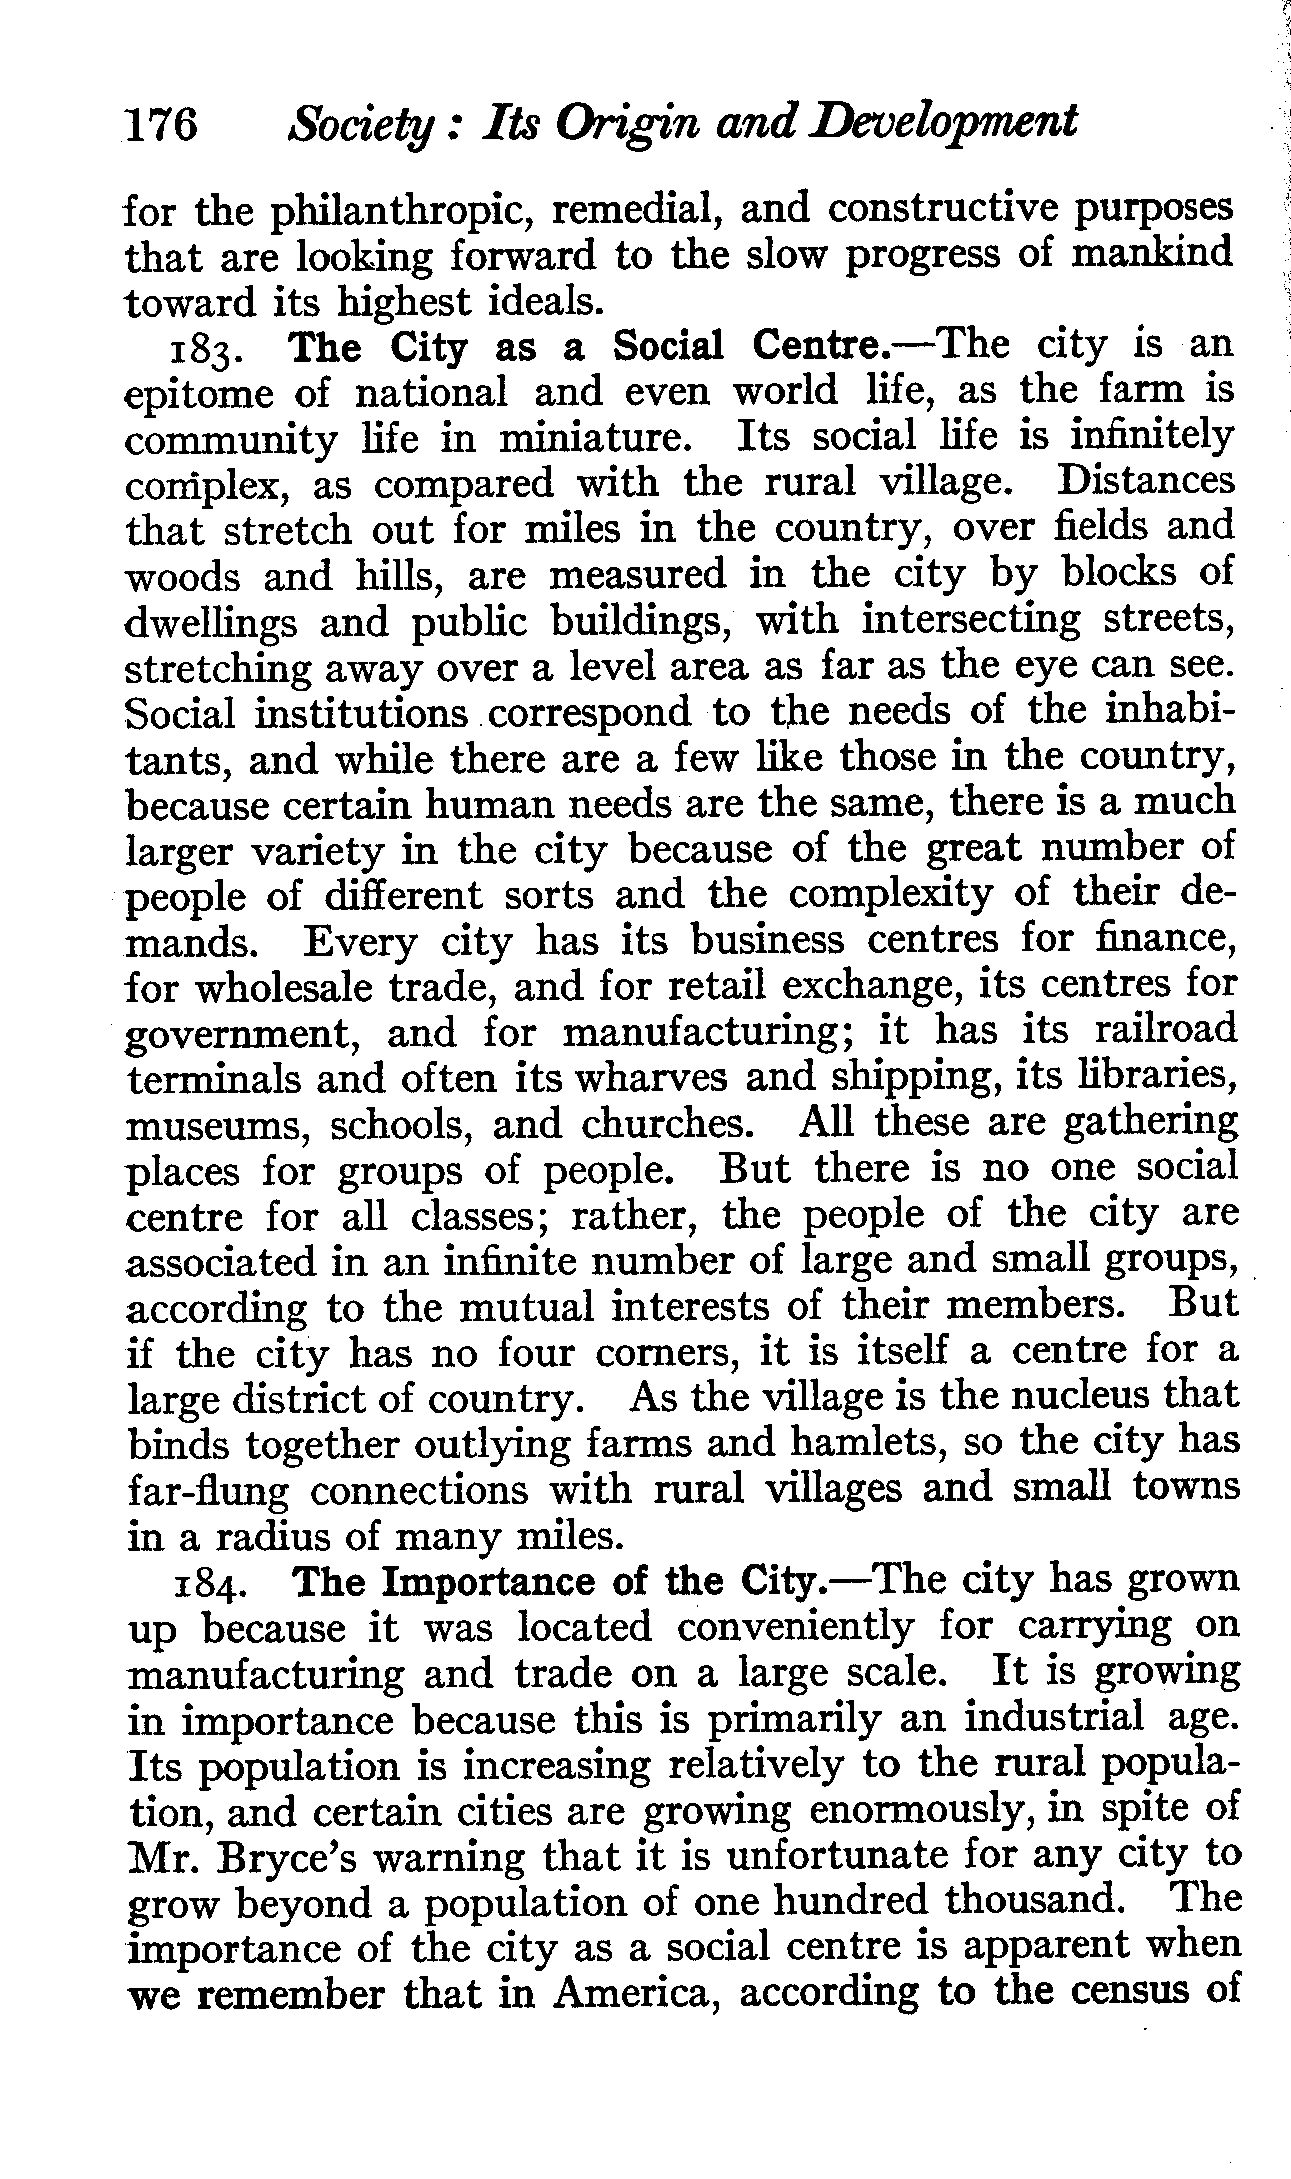 176 Society: Its Origin and Development
for the philanthropic, remedial, and constructive purposes
that are looking forward to the slow progress of mankind
toward its highest ideals.
183. The City as a Social Centre.—The city is an
epitome of national and even world life, as the farm is
community life in miniature. Its social life is infinitely
complex, as compared with the rural village. Distances
that stretch out for miles in the country, over fields and
woods and hills, are measured in the city by blocks of
dwellings and public buildings, with intersecting streets,
stretching away over a level area as far as the eye can see.
Social institutions correspond to the needs of the inhabi-
tants, and while there are a few like those in the country,
because certain human needs are the same, there is a much
larger variety in the city because of the great number of
people of different sorts and the complexity of their de-
mands. Every city has its business centres for finance,
for wholesale trade, and for retail exchange, its centres for
government, and for manufacturing; it has its railroad
terminals and often its wharves and shipping, its libraries,
museums, schools, and churches. All these are gathering
places for groups of people. But there is no one social
centre for all classes; rather, the people of the city are
associated in an infinite number of large and small groups,
according to the mutual interests of their members. But
if the city has no four corners, it is itself a centre for a
large district of country. As the village is the nucleus that
binds together outlying farms and hamlets, so the city has
far-flung connections with rural villages and small towns
in a radius of many miles.
184. The Importance of the City.—The city has grown
up because it was located conveniently for carrying on
manufacturing and trade on a large scale. It is growing
in importance because this is primarily an industrial age.
Its population is increasing relatively to the rural popula-
tion, and certain cities are growing enormously, in spite of
Mr. Bryce's warning that it is unfortunate for any city to
grow beyond a population of one hundred thousand. The
importance of the city as a social centre is apparent when
we remember that in America, according to the census of